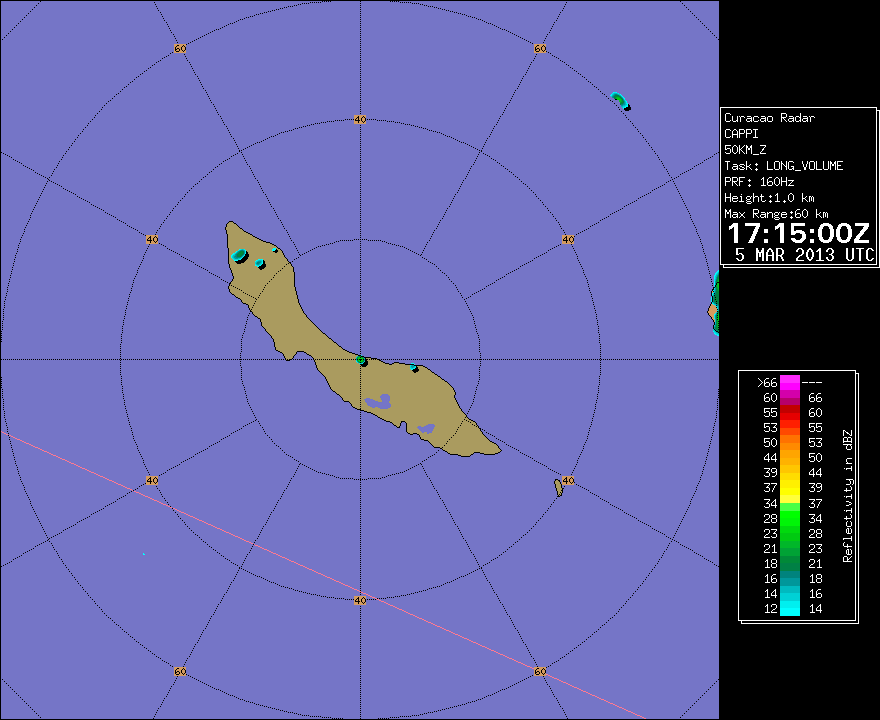 60
60
40
40
40
40
40
40
60
60
Curacao Radar
CAPPI
50KM_Z
Task: LONG_VOLUME
PRF: 160Hz
Height:1.0 km
Max Range:60 km
17:15:00Z
5 MAR 2013 UTC
>66 ---
60 66
55 60
53 55
50 53
44 50
39 44
37 39
34 37
28 34
23 28
21 23
18 21
16 18
14 16
12 14
Reflectivity in dBZ